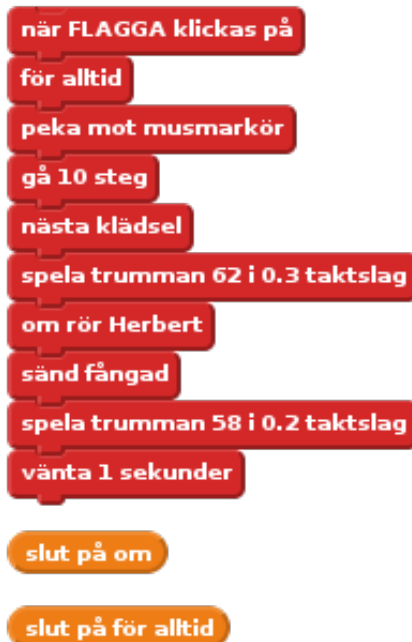 när FLAGGA klickas på
för alltid
peka mot musmarkör
gå 10 steg
nästa klädsel
spela trumman 62 i 0.3 taktslag
om rör Herbert
sänd fångad
spela trumman 58 i 0.2 taktslag
vänta 1 sekunder
slut på om
slut på för alltid